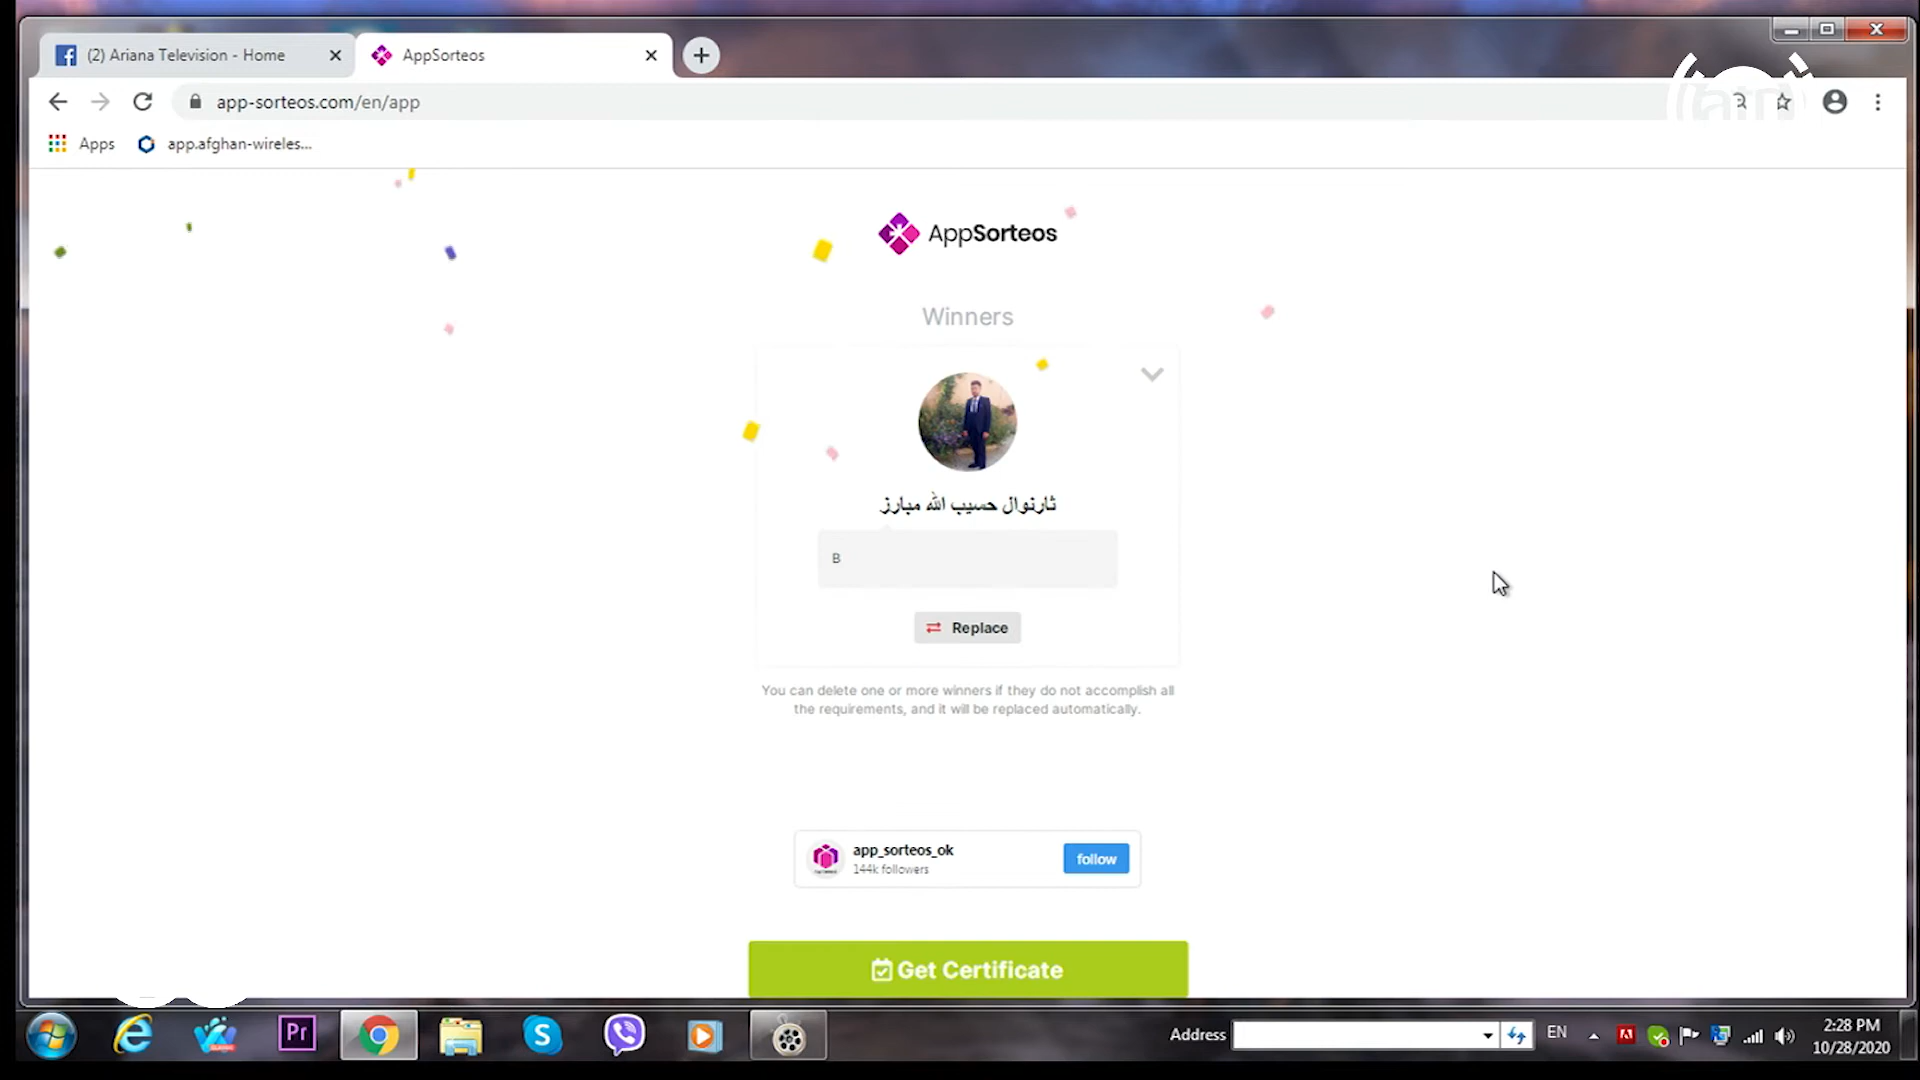 (2) Ariana Television - Home
AppSorteos
app-sorteos.com/en/app
Apps
app.afghan-wireles...
AppSorteos
Winners
ثارنوال حسیب الله مبارز
B
Replace
You can delete one or more winners if they do not accomplish all
the requirements, and it will be replaced automatically.
app_sorteos_ok
144k followers
follow
Get Certificate
Pr
Address
EN
2:28 PM
10/28/2020